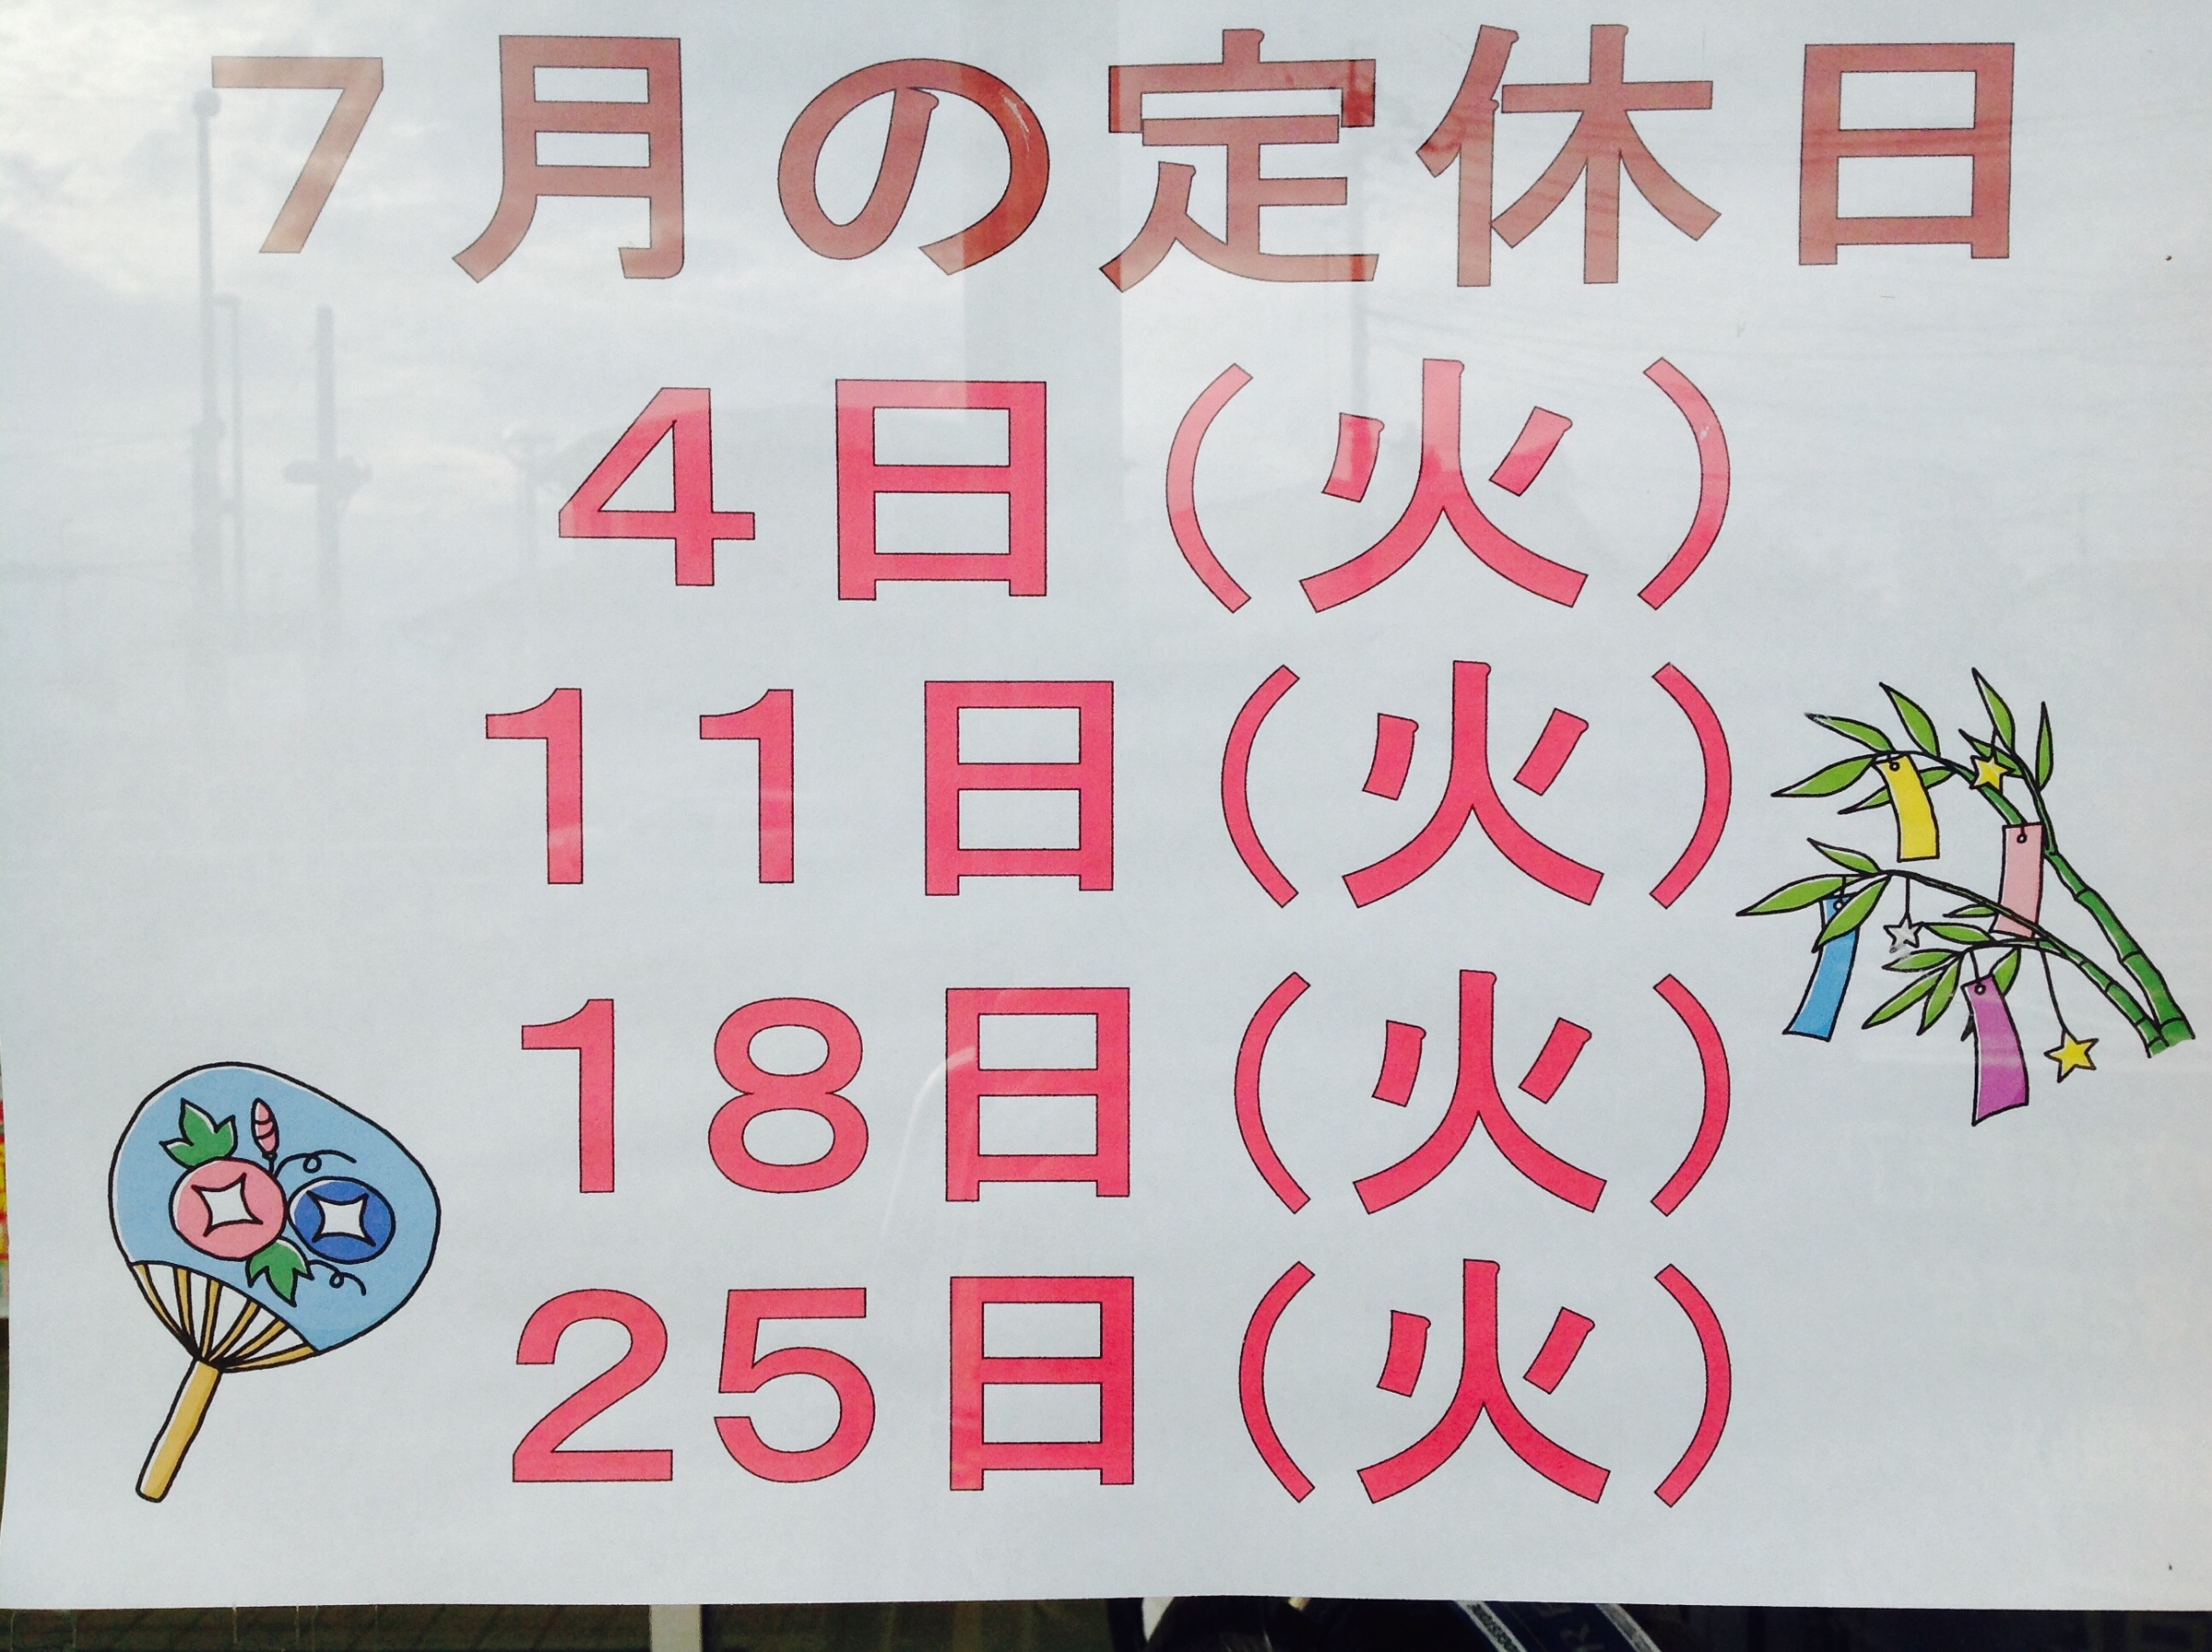 ７月の定休日
４日（火）
１１日（火）
１８日（火）
２５日（火）